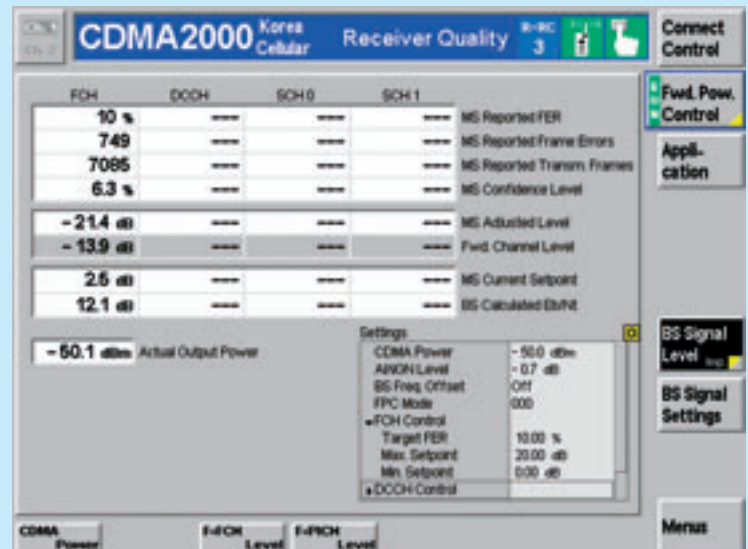 CDMA2000 Korea Cellular Receiver Quality R-RC 3
Connect Control
Fwd. Pow. Control
Appli-cation
FCH DCCH SCH 0 SCH 1
10 % --- --- --- MS Reported FER
749 --- --- --- MS Reported Frame Errors
7085 --- --- --- MS Reported Transm. Frames
6.3 % --- --- --- MS Confidence Level
- 21.4 dB --- --- --- MS Adjusted Level
- 13.9 dB --- --- --- Fwd. Channel Level
2.5 dB --- --- --- MS Current Setpoint
12.1 dB --- --- --- BS Calculated Eb/Nt
- 50.1 dBm Actual Output Power
Settings
CDMA Power - 50.0 dBm
AWGN Level - 0.7 dB
BS Freq. Offset Off
FPC Mode 000
FCH Control
Target FER 10.00 %
Max. Setpoint 20.00 dB
Min. Setpoint 0.00 dB
DCCH Control
BS Signal Level
BS Signal Settings
Menus
CDMA Power
F-FCH Level
F-PICH Level